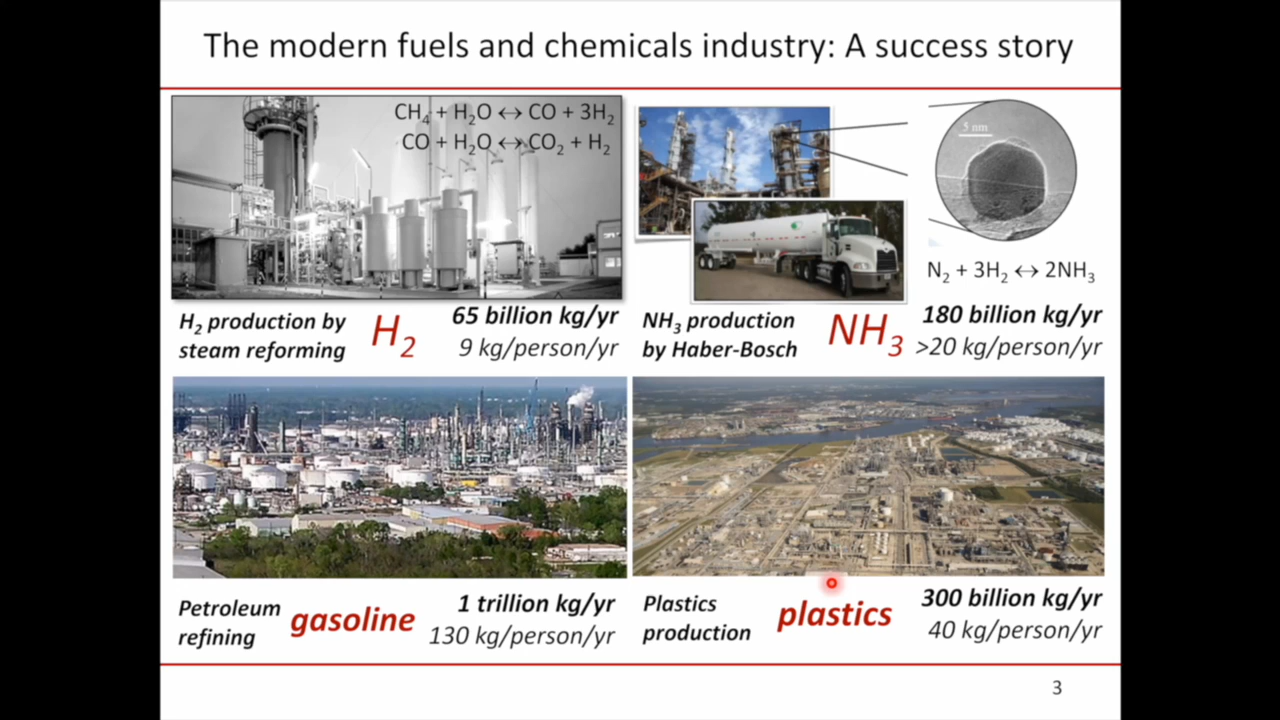 The modern fuels and chemicals industry: A success story
CH₄ + H₂O ↔ CO + 3H₂
CO + H₂O ↔ CO₂ + H₂
5 nm
N₂ + 3H₂ ↔ 2NH₃
H₂ production by
steam reforming
H₂
65 billion kg/yr
9 kg/person/yr
NH₃ production
by Haber-Bosch
NH₃
180 billion kg/yr
>20 kg/person/yr
Petroleum
refining
gasoline
1 trillion kg/yr
130 kg/person/yr
Plastics
production
plastics
300 billion kg/yr
40 kg/person/yr
3